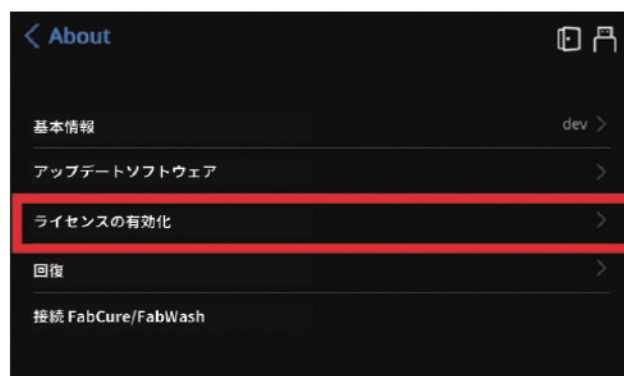 About
基本情報
dev
アップデートソフトウェア
ライセンスの有効化
回復
接続 FabCure/FabWash